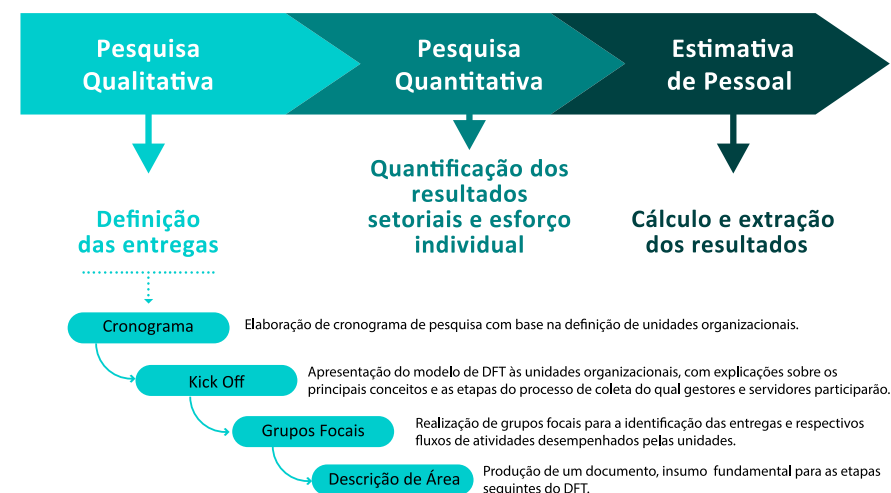 Pesquisa
Qualitativa
Pesquisa
Quantitativa
Estimativa
de Pessoal
Definição
das entregas
Quantificação dos
resultados
setoriais e esforço
individual
Cálculo e extração
dos resultados
Cronograma
Elaboração de cronograma de pesquisa com base na definição de unidades organizacionais.
Kick Off
Apresentação do modelo de DFT às unidades organizacionais, com explicações sobre os
principais conceitos e as etapas do processo de coleta do qual gestores e servidores participarão.
Grupos Focais
Realização de grupos focais para a identificação das entregas e respectivos
fluxos de atividades desempenhados pelas unidades.
Descrição de Área
Produção de um documento, insumo fundamental para as etapas
seguintes do DFT.